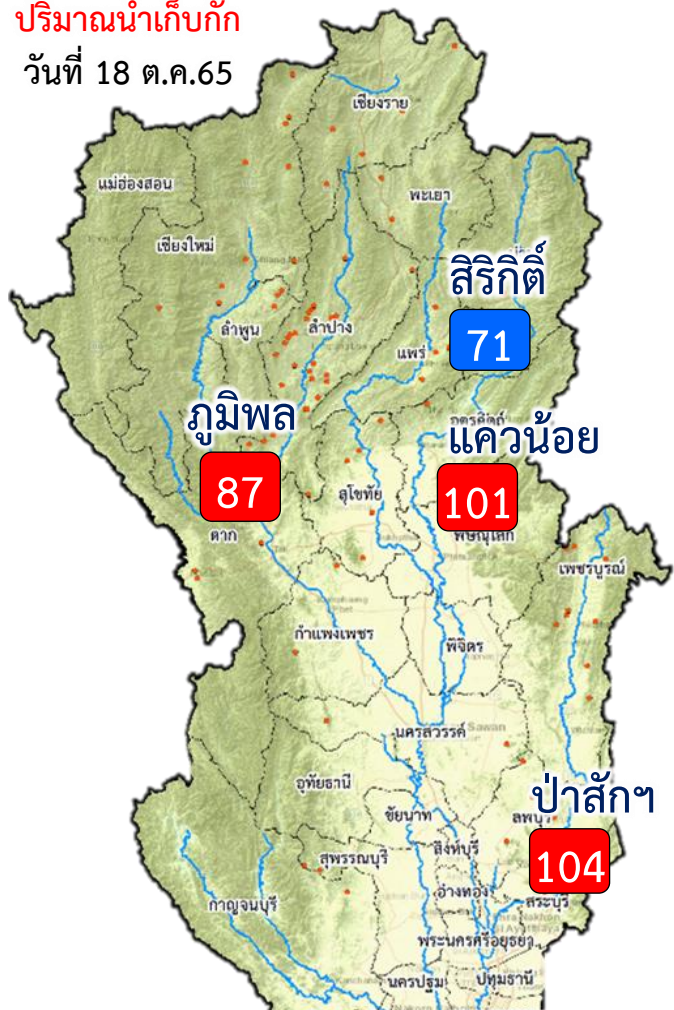 ปริมาณน้ำเก็บกัก
วันที่ 18 ต.ค.65
เชียงราย
แม่ฮ่องสอน
พะเยา
เชียงใหม่
สิริกิติ์
71
ลำพูน
ลำปาง
แพร่
ภูมิพล
87
อุตรดิตถ์
แควน้อย
101
สุโขทัย
ตาก
พิษณุโลก
เพชรบูรณ์
กำแพงเพชร
พิจิตร
นครสวรรค์
Sawan
อุทัยธานี
ป่าสักฯ
104
ชัยนาท
ลพบุรี
สิงห์บุรี
สุพรรณบุรี
อ่างทอง
สระบุรี
กาญจนบุรี
พระนครศรีอยุธยา
นครปฐม
ปทุมธานี